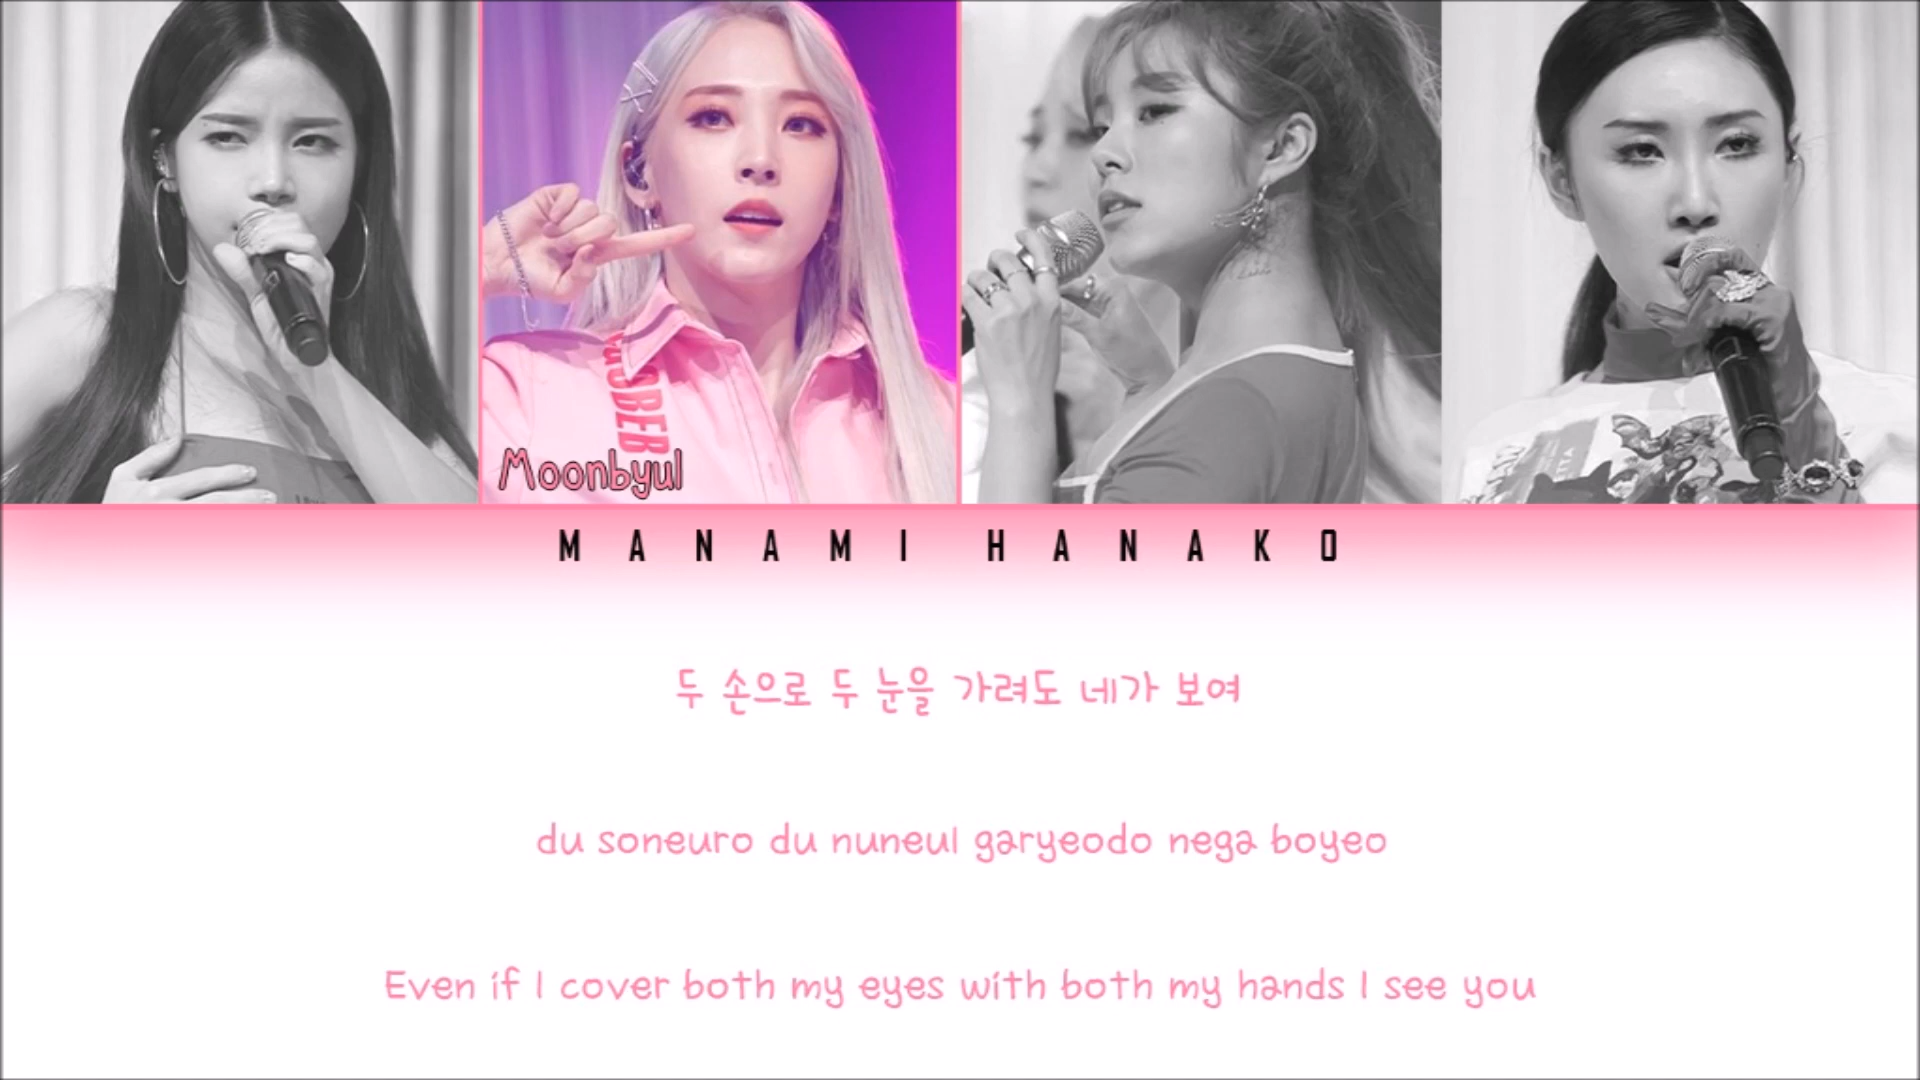 Moonbyul
MANAMI HANAKO
두 손으로 두 눈을 가려도 네가 보여
du soneuro du nuneul garyeodo nega boyeo
Even if I cover both my eyes with both my hands I see you